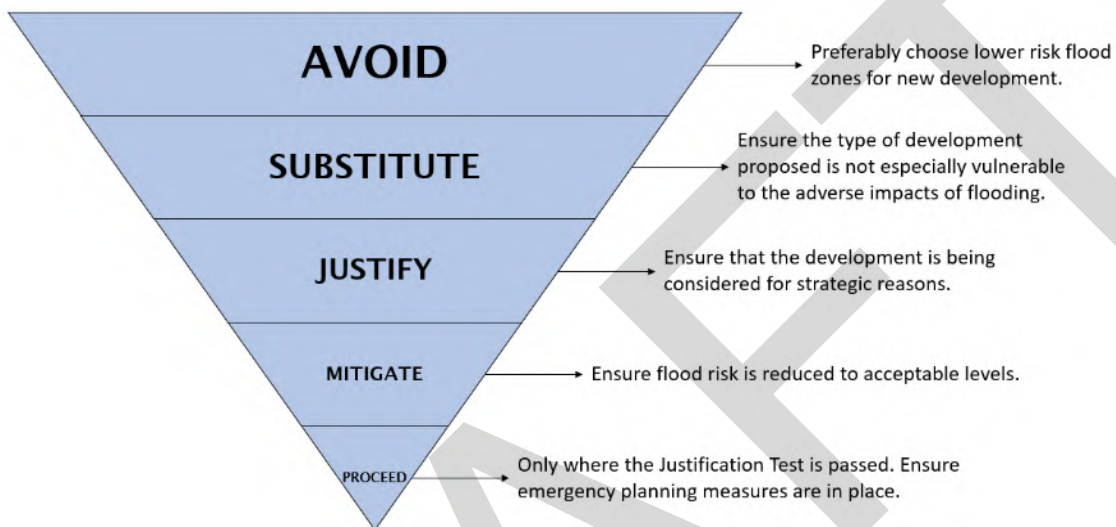 AVOID
Preferably choose lower risk flood
zones for new development.
SUBSTITUTE
Ensure the type of development
proposed is not especially vulnerable
to the adverse impacts of flooding.
JUSTIFY
Ensure that the development is being
considered for strategic reasons.
MITIGATE
Ensure flood risk is reduced to acceptable levels.
PROCEED
Only where the Justification Test is passed. Ensure
emergency planning measures are in place.